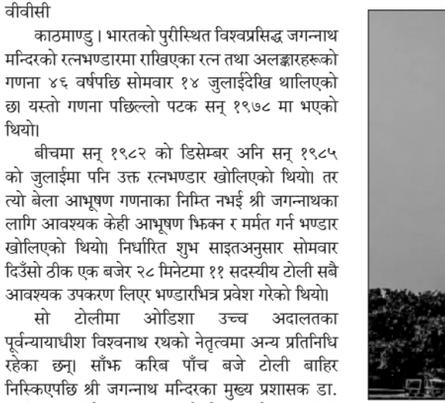 वीवीसी
काठमाण्डु । भारतको पुरीस्थित विश्वप्रसिद्ध जगन्नाथ
मन्दिरको रत्नभण्डारमा राखिएका रत्न तथा अलङ्कारहरूको
गणना ४६ वर्षपछि सोमवार १४ जुलाईदेखि थालिएको
छ। यस्तो गणना पछिल्लो पटक सन् १९७८ मा भएको
थियो।
बीचमा सन् १९८२ को डिसेम्बर अनि सन् १९८५
को जुलाईमा पनि उक्त रत्नभण्डार खोलिएको थियो। तर
त्यो बेला आभूषण गणनाका निम्ति नभई श्री जगन्नाथका
लागि आवश्यक केही आभूषण झिक्न र मर्मत गर्न भण्डार
खोलिएको थियो। निर्धारित शुभ साइतअनुसार सोमवार
दिउँसो ठीक एक बजेर २८ मिनेटमा ११ सदस्यीय टोली सबै
आवश्यक उपकरण लिएर भण्डारभित्र प्रवेश गरेको थियो।
सो टोलीमा ओडिशा उच्च अदालतका
पूर्वन्यायाधीश विश्वनाथ रथको नेतृत्वमा अन्य प्रतिनिधि
रहेका छन्। साँझ करिब पाँच बजे टोली बाहिर
निस्किएपछि श्री जगन्नाथ मन्दिरका मुख्य प्रशासक डा.